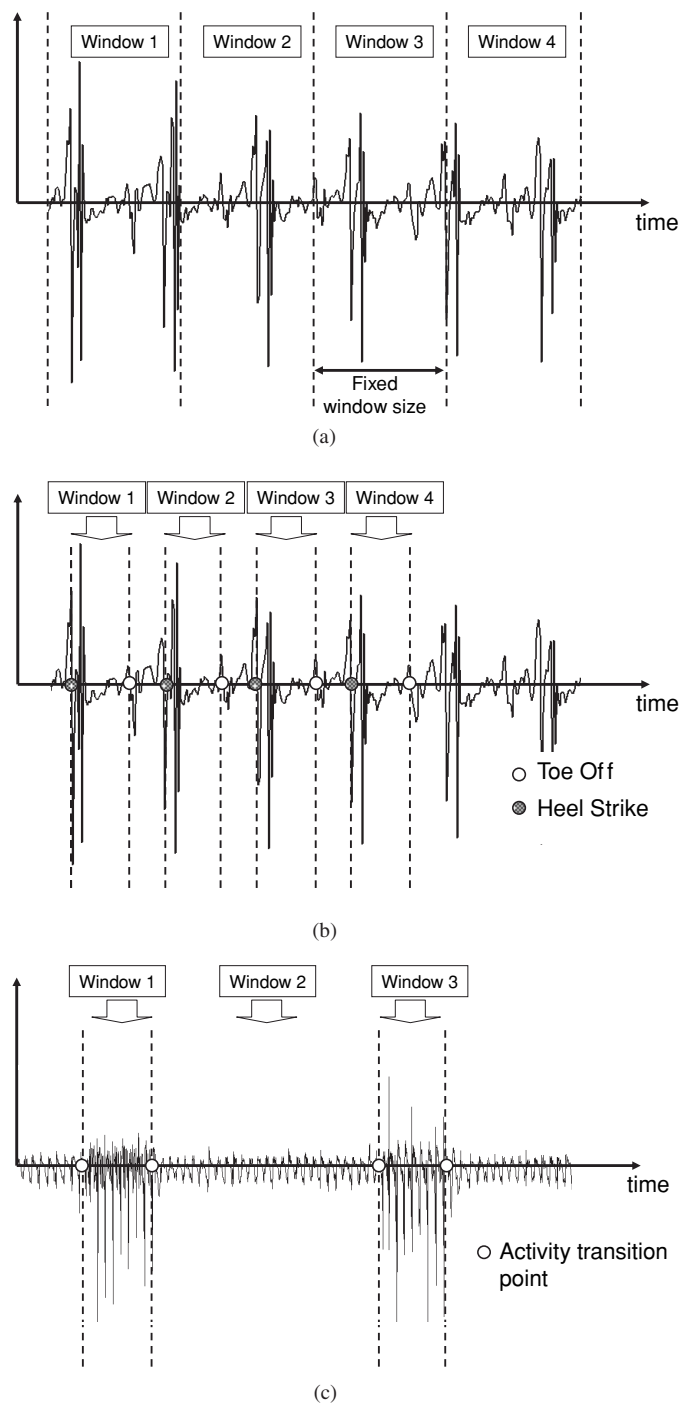 Window 1
Window 2
Window 3
Window 4
time
Fixed
window size
(a)
Window 1
Window 2
Window 3
Window 4
time
Toe Off
Heel Strike
(b)
Window 1
Window 2
Window 3
time
Activity transition
point
(c)